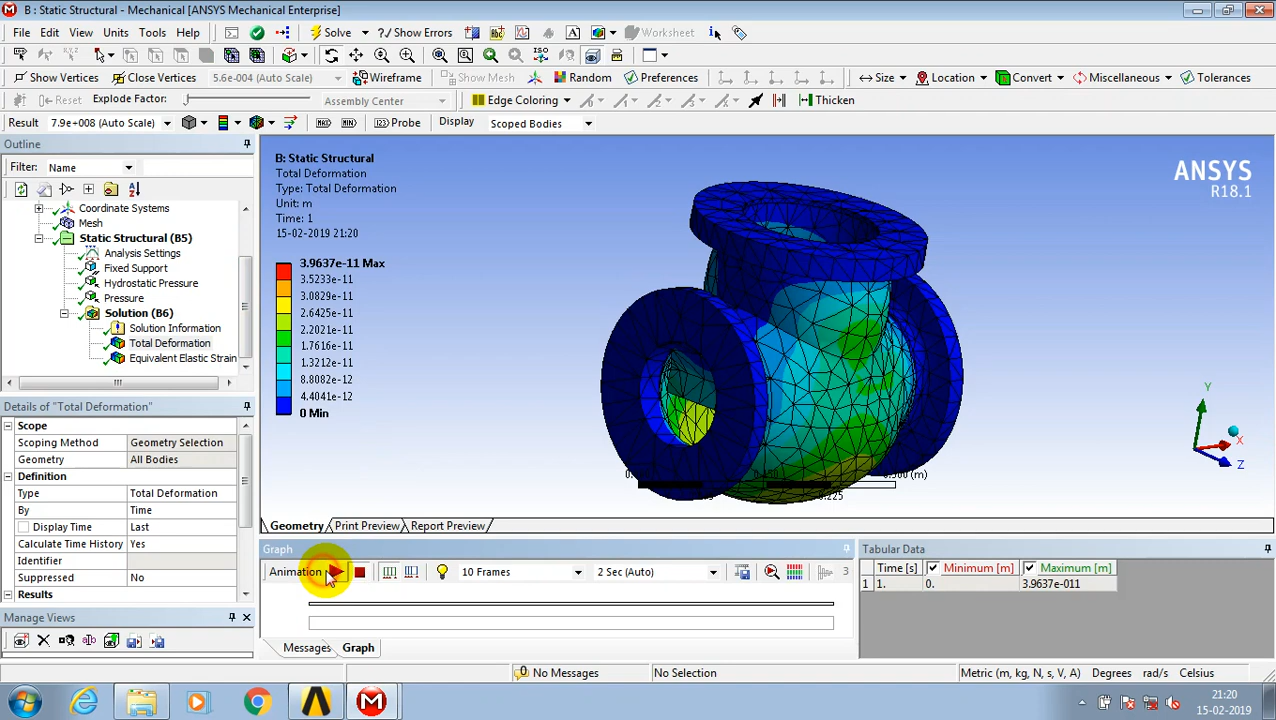 B : Static Structural - Mechanical [ANSYS Mechanical Enterprise]
File Edit View Units Tools Help Solve Show Errors Worksheet
Show Vertices Close Vertices 5.6e-004 (Auto Scale) Wireframe Show Mesh Random Preferences Size Location Convert Miscellaneous Tolerances
Reset Explode Factor: Assembly Center Edge Coloring Thicken
Result 7.9e+008 (Auto Scale) MAX MIN Probe Display Scoped Bodies
Outline
Filter: Name
Coordinate Systems
Mesh
Static Structural (B5)
Analysis Settings
Fixed Support
Hydrostatic Pressure
Pressure
Solution (B6)
Solution Information
Total Deformation
Equivalent Elastic Strain
Details of "Total Deformation"
Scope
Scoping Method Geometry Selection
Geometry All Bodies
Definition
Type Total Deformation
By Time
Display Time Last
Calculate Time History Yes
Identifier
Suppressed No
Results
Manage Views
B: Static Structural
Total Deformation
Type: Total Deformation
Unit: m
Time: 1
15-02-2019 21:20
3.9637e-11 Max
3.5233e-11
3.0829e-11
2.6425e-11
2.2021e-11
1.7616e-11
1.3212e-11
8.8082e-12
4.4041e-12
0 Min
ANSYS
R18.1
Y
X
Z
(m)
0.225
Geometry Print Preview Report Preview
Graph
Animation 10 Frames 2 Sec (Auto) 3
Messages Graph
Tabular Data
Time [s] Minimum [m] Maximum [m]
1 1. 0. 3.9637e-011
No Messages No Selection Metric (m, kg, N, s, V, A) Degrees rad/s Celsius
21:20
15-02-2019